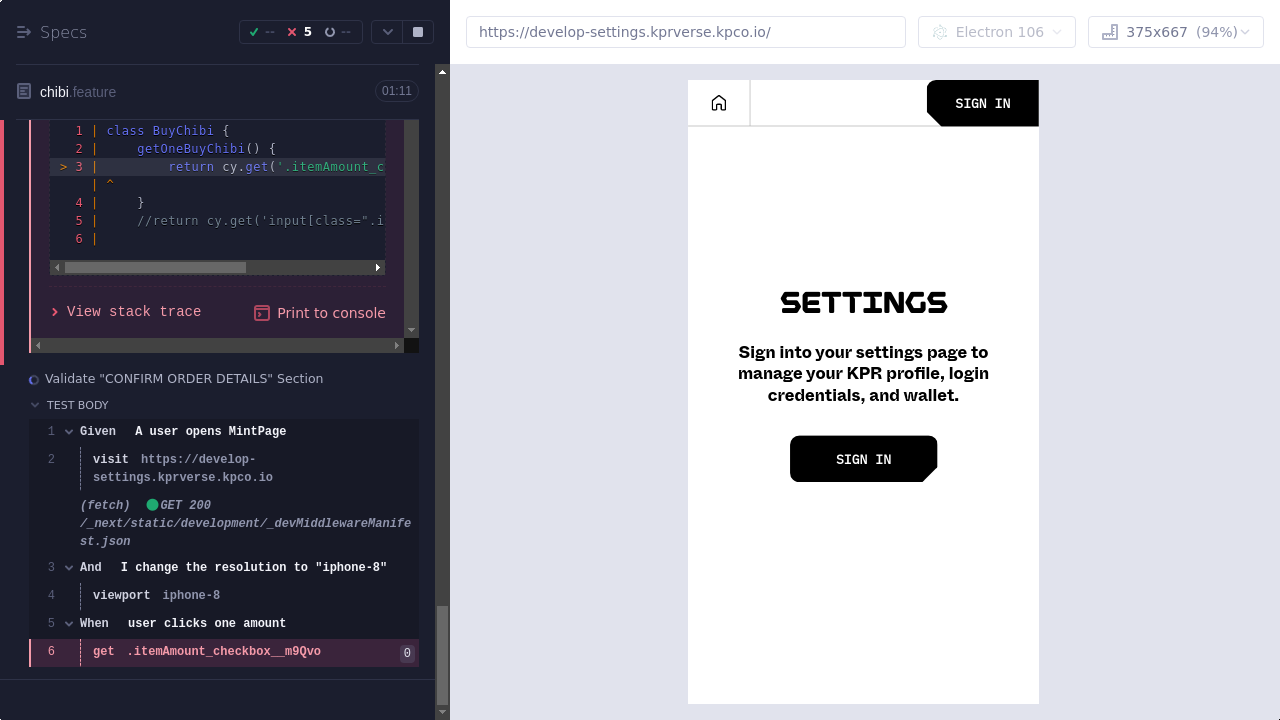 Specs
-- 5 --
chibi.feature 01:11
1 | class BuyChibi {
2 |     getOneBuyChibi() {
> 3 |         return cy.get('.itemAmount_c
| ^
4 |     }
5 |     //return cy.get('input[class=".i
6 |
View stack trace
Print to console
Validate "CONFIRM ORDER DETAILS" Section
TEST BODY
1 Given A user opens MintPage
2 visit https://develop-
settings.kprverse.kpco.io
(fetch) GET 200
/_next/static/development/_devMiddlewareManife
st.json
3 And I change the resolution to "iphone-8"
4 viewport iphone-8
5 When user clicks one amount
6 get .itemAmount_checkbox__m9Qvo 0
https://develop-settings.kprverse.kpco.io/
Electron 106
375x667 (94%)
SIGN IN
SETTINGS
Sign into your settings page to
manage your KPR profile, login
credentials, and wallet.
SIGN IN